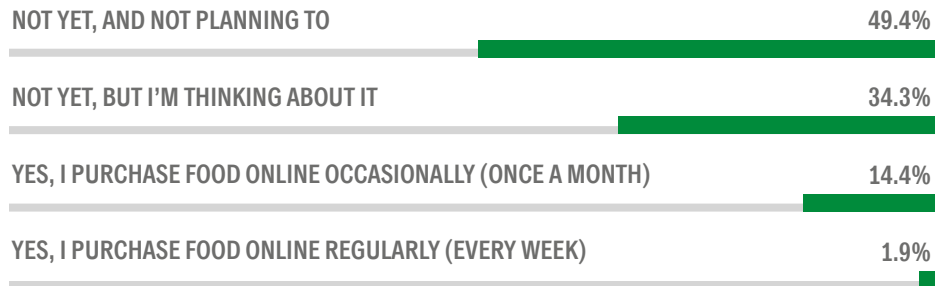 NOT YET, AND NOT PLANNING TO 49.4%
NOT YET, BUT I'M THINKING ABOUT IT 34.3%
YES, I PURCHASE FOOD ONLINE OCCASIONALLY (ONCE A MONTH) 14.4%
YES, I PURCHASE FOOD ONLINE REGULARLY (EVERY WEEK) 1.9%